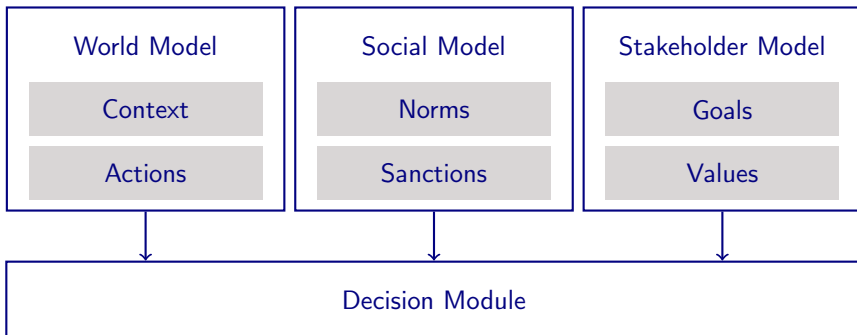 World Model
Context
Actions
Social Model
Norms
Sanctions
Stakeholder Model
Goals
Values
Decision Module